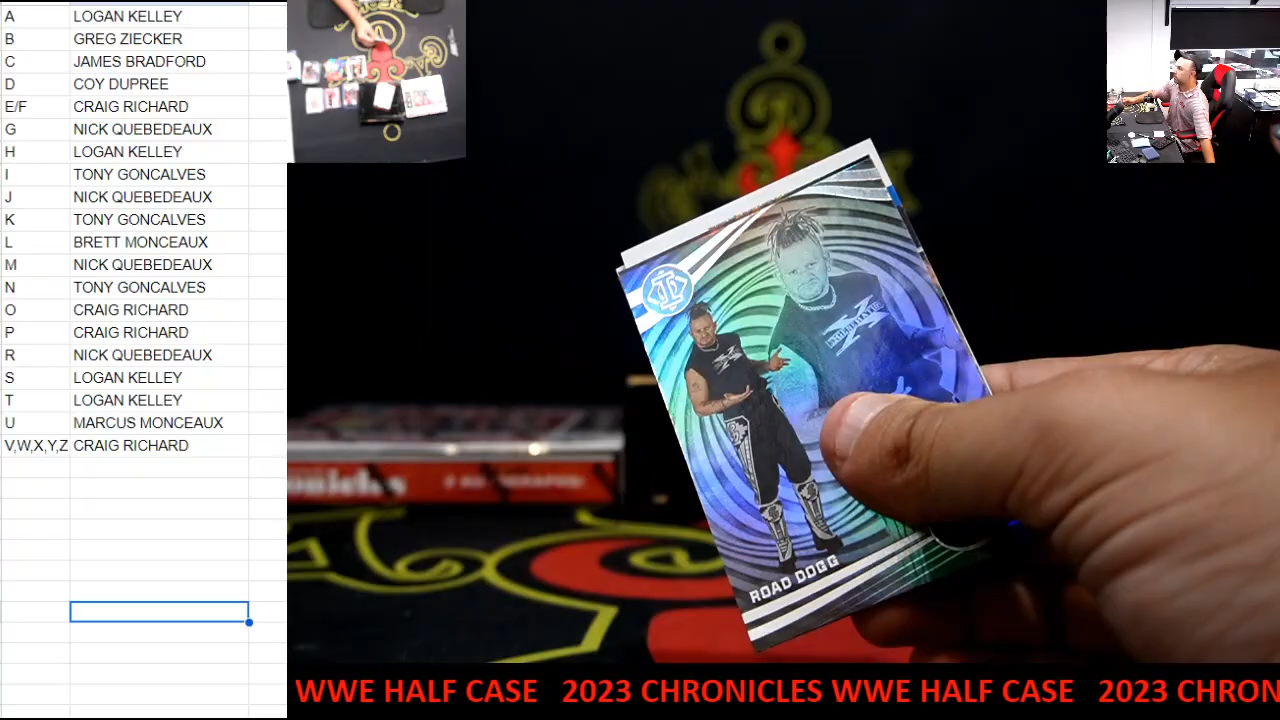 A LOGAN KELLEY
B GREG ZIECKER
C JAMES BRADFORD
D COY DUPREE
E/F CRAIG RICHARD
G NICK QUEBEDEAUX
H LOGAN KELLEY
I TONY GONCALVES
J NICK QUEBEDEAUX
K TONY GONCALVES
L BRETT MONCEAUX
M NICK QUEBEDEAUX
N TONY GONCALVES
O CRAIG RICHARD
P CRAIG RICHARD
R NICK QUEBEDEAUX
S LOGAN KELLEY
T LOGAN KELLEY
U MARCUS MONCEAUX
V,W,X,Y,Z CRAIG RICHARD
ROAD DOGG
WWE HALF CASE 2023 CHRONICLES WWE HALF CASE 2023 CHRON